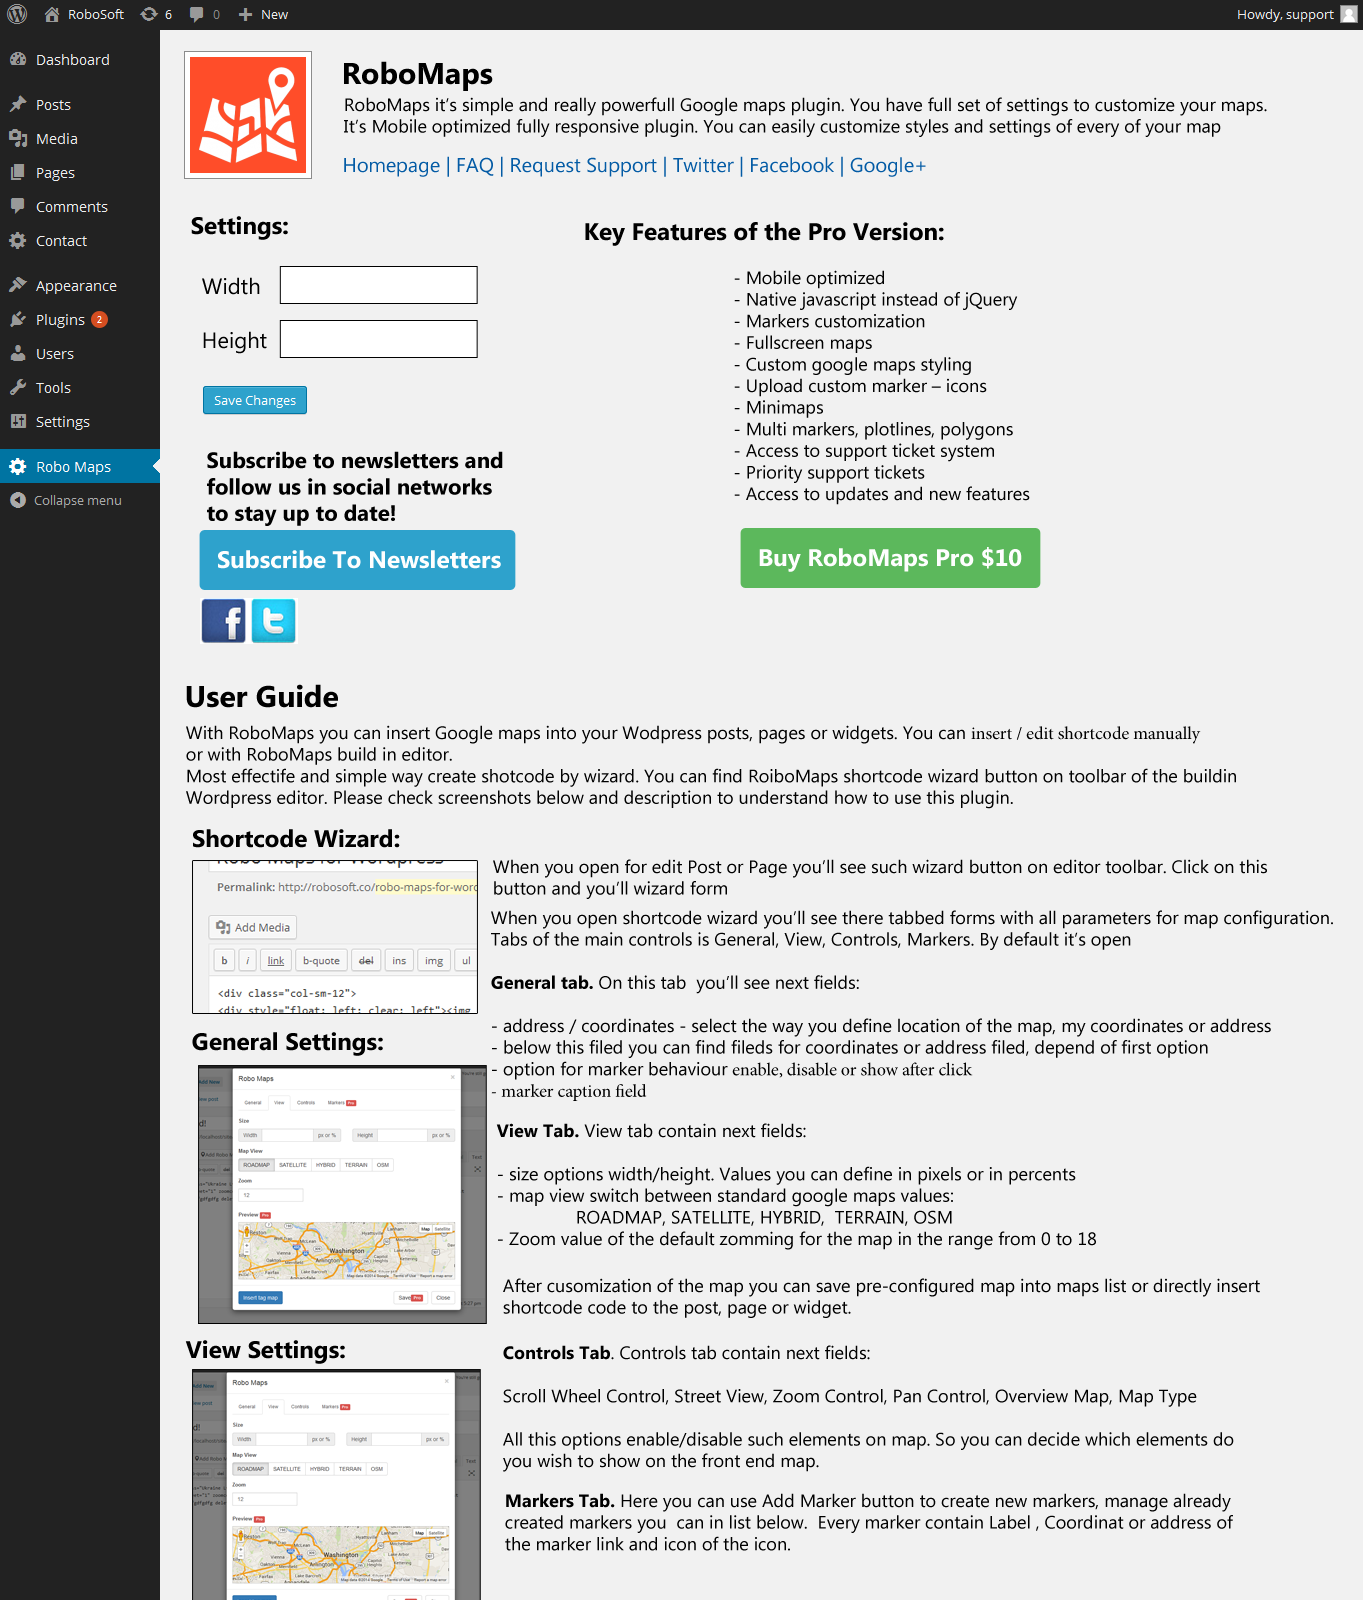 RoboSoft 6 0 New Howdy, support
Dashboard
Posts
Media
Pages
Comments
Contact
Appearance
Plugins 2
Users
Tools
Settings
Robo Maps
Collapse menu
RoboMaps
RoboMaps it's simple and really powerfull Google maps plugin. You have full set of settings to customize your maps.
It's Mobile optimized fully responsive plugin. You can easily customize styles and settings of every of your map
Homepage | FAQ | Request Support | Twitter | Facebook | Google+
Settings:
Width
Height
Save Changes
Subscribe to newsletters and
follow us in social networks
to stay up to date!
Subscribe To Newsletters
Key Features of the Pro Version:
- Mobile optimized
- Native javascript instead of jQuery
- Markers customization
- Fullscreen maps
- Custom google maps styling
- Upload custom marker – icons
- Minimaps
- Multi markers, plotlines, polygons
- Access to support ticket system
- Priority support tickets
- Access to updates and new features
Buy RoboMaps Pro $10
User Guide
With RoboMaps you can insert Google maps into your Wodpress posts, pages or widgets. You can insert / edit shortcode manually
or with RoboMaps build in editor.
Most effectife and simple way create shotcode by wizard. You can find RoiboMaps shortcode wizard button on toolbar of the buildin
Wordpress editor. Please check screenshots below and description to understand how to use this plugin.
Shortcode Wizard:
Robo Maps for Wordpress
Permalink: http://robosoft.co/robo-maps-for-word
Add Media
b i link b-quote del ins img ul
<div class="col-sm-12">
<div style="float: left; clear: left"><img
When you open for edit Post or Page you'll see such wizard button on editor toolbar. Click on this
button and you'll wizard form
When you open shortcode wizard you'll see there tabbed forms with all parameters for map configuration.
Tabs of the main controls is General, View, Controls, Markers. By default it's open
General tab. On this tab you'll see next fields:
- address / coordinates - select the way you define location of the map, my coordinates or address
- below this filed you can find fileds for coordinates or address filed, depend of first option
- option for marker behaviour enable, disable or show after click
- marker caption field
General Settings:
Robo Maps ×
General View Controls Markers Pro
Size
Width px or % Height px or %
Map View
ROADMAP SATELLITE HYBRID TERRAIN OSM
Zoom
12
Preview Pro
Map Satellite
Washington
Arlington
Insert tag map Save Pro Close
View Tab. View tab contain next fields:
- size options width/height. Values you can define in pixels or in percents
- map view switch between standard google maps values:
ROADMAP, SATELLITE, HYBRID, TERRAIN, OSM
- Zoom value of the default zomming for the map in the range from 0 to 18
After cusomization of the map you can save pre-configured map into maps list or directly insert
shortcode code to the post, page or widget.
View Settings:
Robo Maps ×
General View Controls Markers Pro
Size
Width px or % Height px or %
Map View
ROADMAP SATELLITE HYBRID TERRAIN OSM
Zoom
12
Preview Pro
Map Satellite
Washington
Arlington
Controls Tab. Controls tab contain next fields:
Scroll Wheel Control, Street View, Zoom Control, Pan Control, Overview Map, Map Type
All this options enable/disable such elements on map. So you can decide which elements do
you wish to show on the front end map.
Markers Tab. Here you can use Add Marker button to create new markers, manage already
created markers you can in list below. Every marker contain Label , Coordinat or address of
the marker link and icon of the icon.